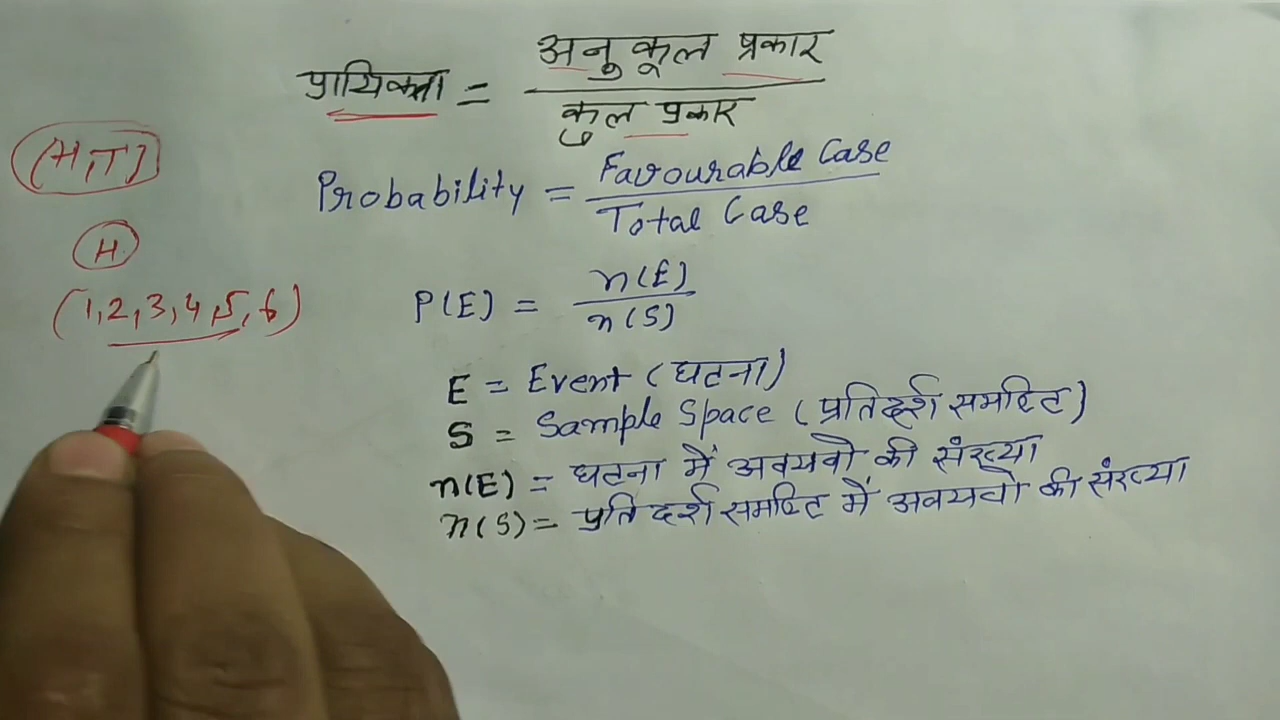 प्रायिकता = अनुकूल प्रकार / कुल प्रकार
(H,T)
Probability = Favourable Case / Total Case
H
(1,2,3,4,5,6)
P(E) = n(E) / n(S)
E = Event (घटना)
S = Sample Space (प्रतिदर्श समष्टि)
n(E) = घटना में अवयवो की संख्या
n(S) = प्रतिदर्श समष्टि में अवयवो की संख्या